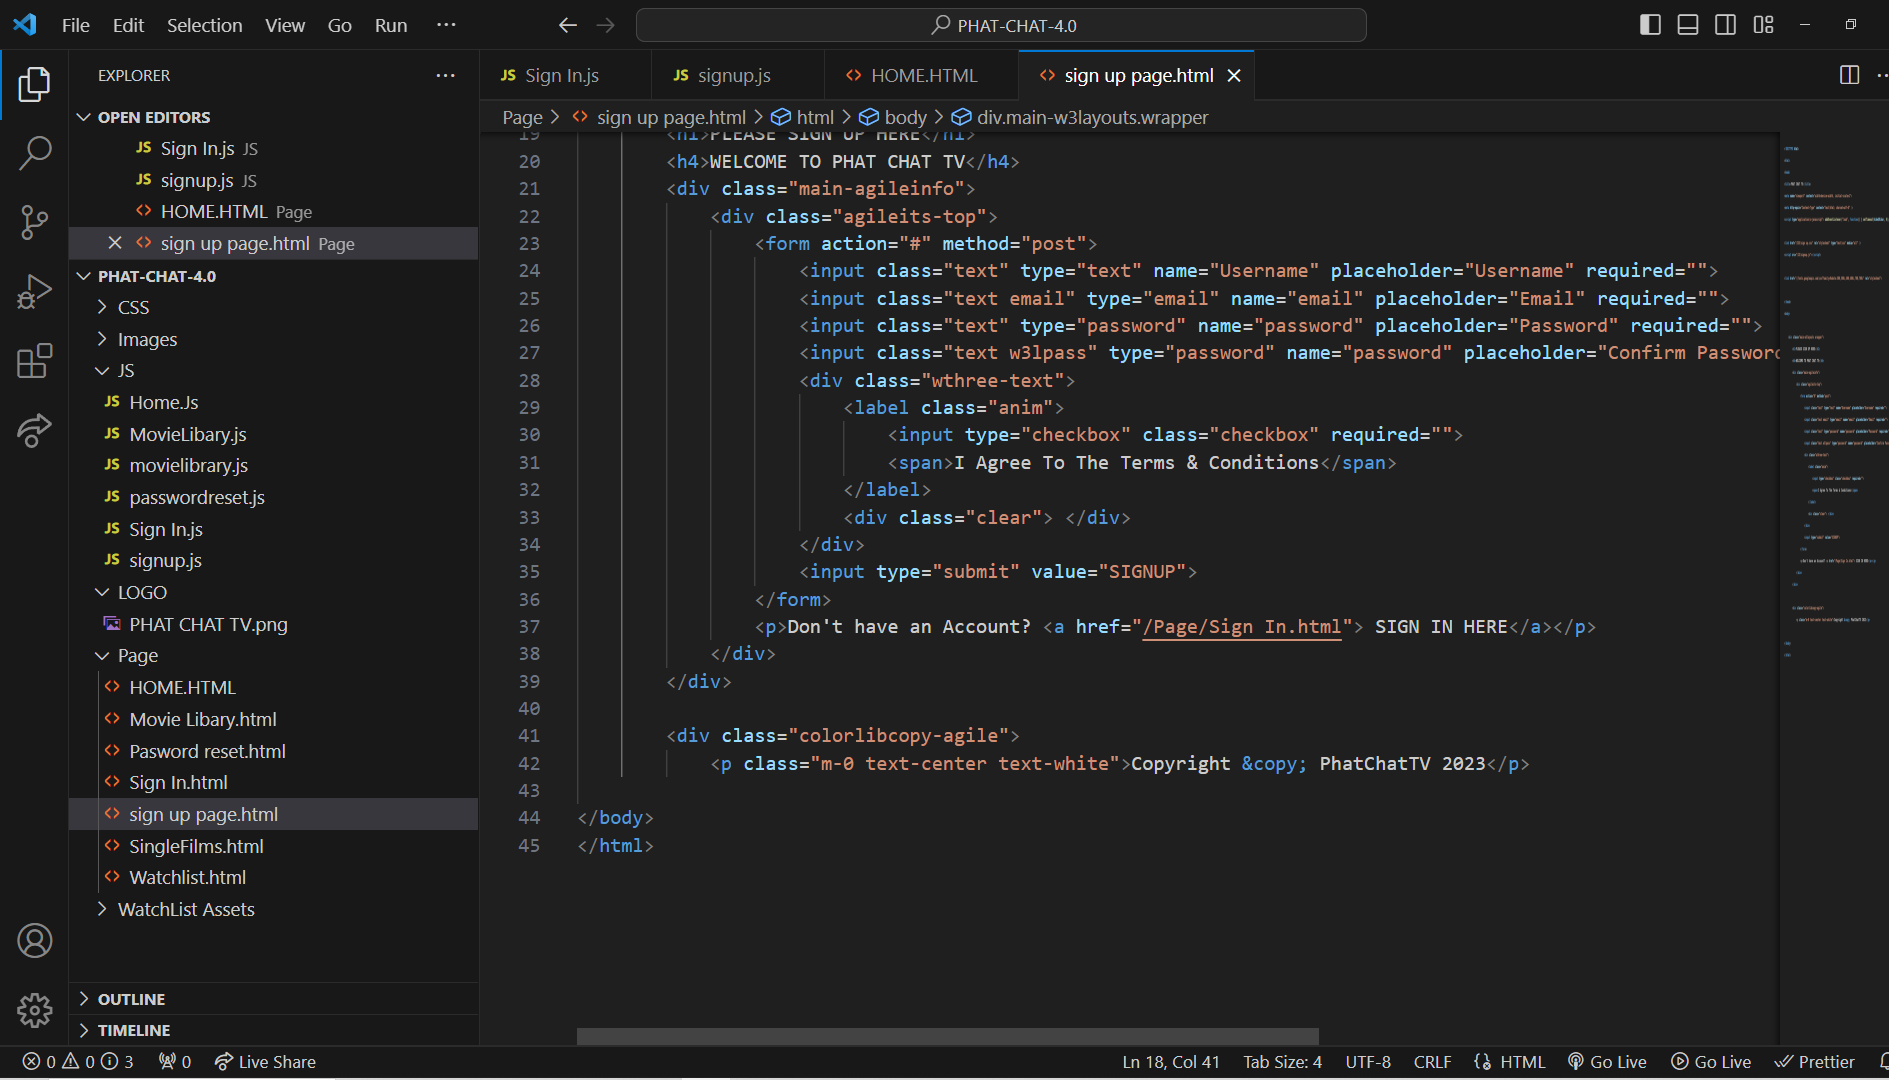 File Edit Selection View Go Run ··· PHAT-CHAT-4.0
EXPLORER
OPEN EDITORS
JS Sign In.js JS
JS signup.js JS
HOME.HTML Page
sign up page.html Page
PHAT-CHAT-4.0
CSS
Images
JS
JS Home.Js
JS MovieLibary.js
JS movielibrary.js
JS passwordreset.js
JS Sign In.js
JS signup.js
LOGO
PHAT CHAT TV.png
Page
HOME.HTML
Movie Libary.html
Pasword reset.html
Sign In.html
sign up page.html
SingleFilms.html
Watchlist.html
WatchList Assets
OUTLINE
TIMELINE
JS Sign In.js JS signup.js HOME.HTML sign up page.html
Page > sign up page.html > html > body > div.main-w3layouts.wrapper
19 <h1>PLEASE SIGN UP HERE</h1>
20 <h4>WELCOME TO PHAT CHAT TV</h4>
21 <div class="main-agileinfo">
22 <div class="agileits-top">
23 <form action="#" method="post">
24 <input class="text" type="text" name="Username" placeholder="Username" required="">
25 <input class="text email" type="email" name="email" placeholder="Email" required="">
26 <input class="text" type="password" name="password" placeholder="Password" required="">
27 <input class="text w3lpass" type="password" name="password" placeholder="Confirm Password
28 <div class="wthree-text">
29 <label class="anim">
30 <input type="checkbox" class="checkbox" required="">
31 <span>I Agree To The Terms & Conditions</span>
32 </label>
33 <div class="clear"> </div>
34 </div>
35 <input type="submit" value="SIGNUP">
36 </form>
37 <p>Don't have an Account? <a href="/Page/Sign In.html"> SIGN IN HERE</a></p>
38 </div>
39 </div>
40
41 <div class="colorlibcopy-agile">
42 <p class="m-0 text-center text-white">Copyright &copy; PhatChatTV 2023</p>
43
44 </body>
45 </html>
0 0 3 0 Live Share Ln 18, Col 41 Tab Size: 4 UTF-8 CRLF HTML Go Live Go Live Prettier